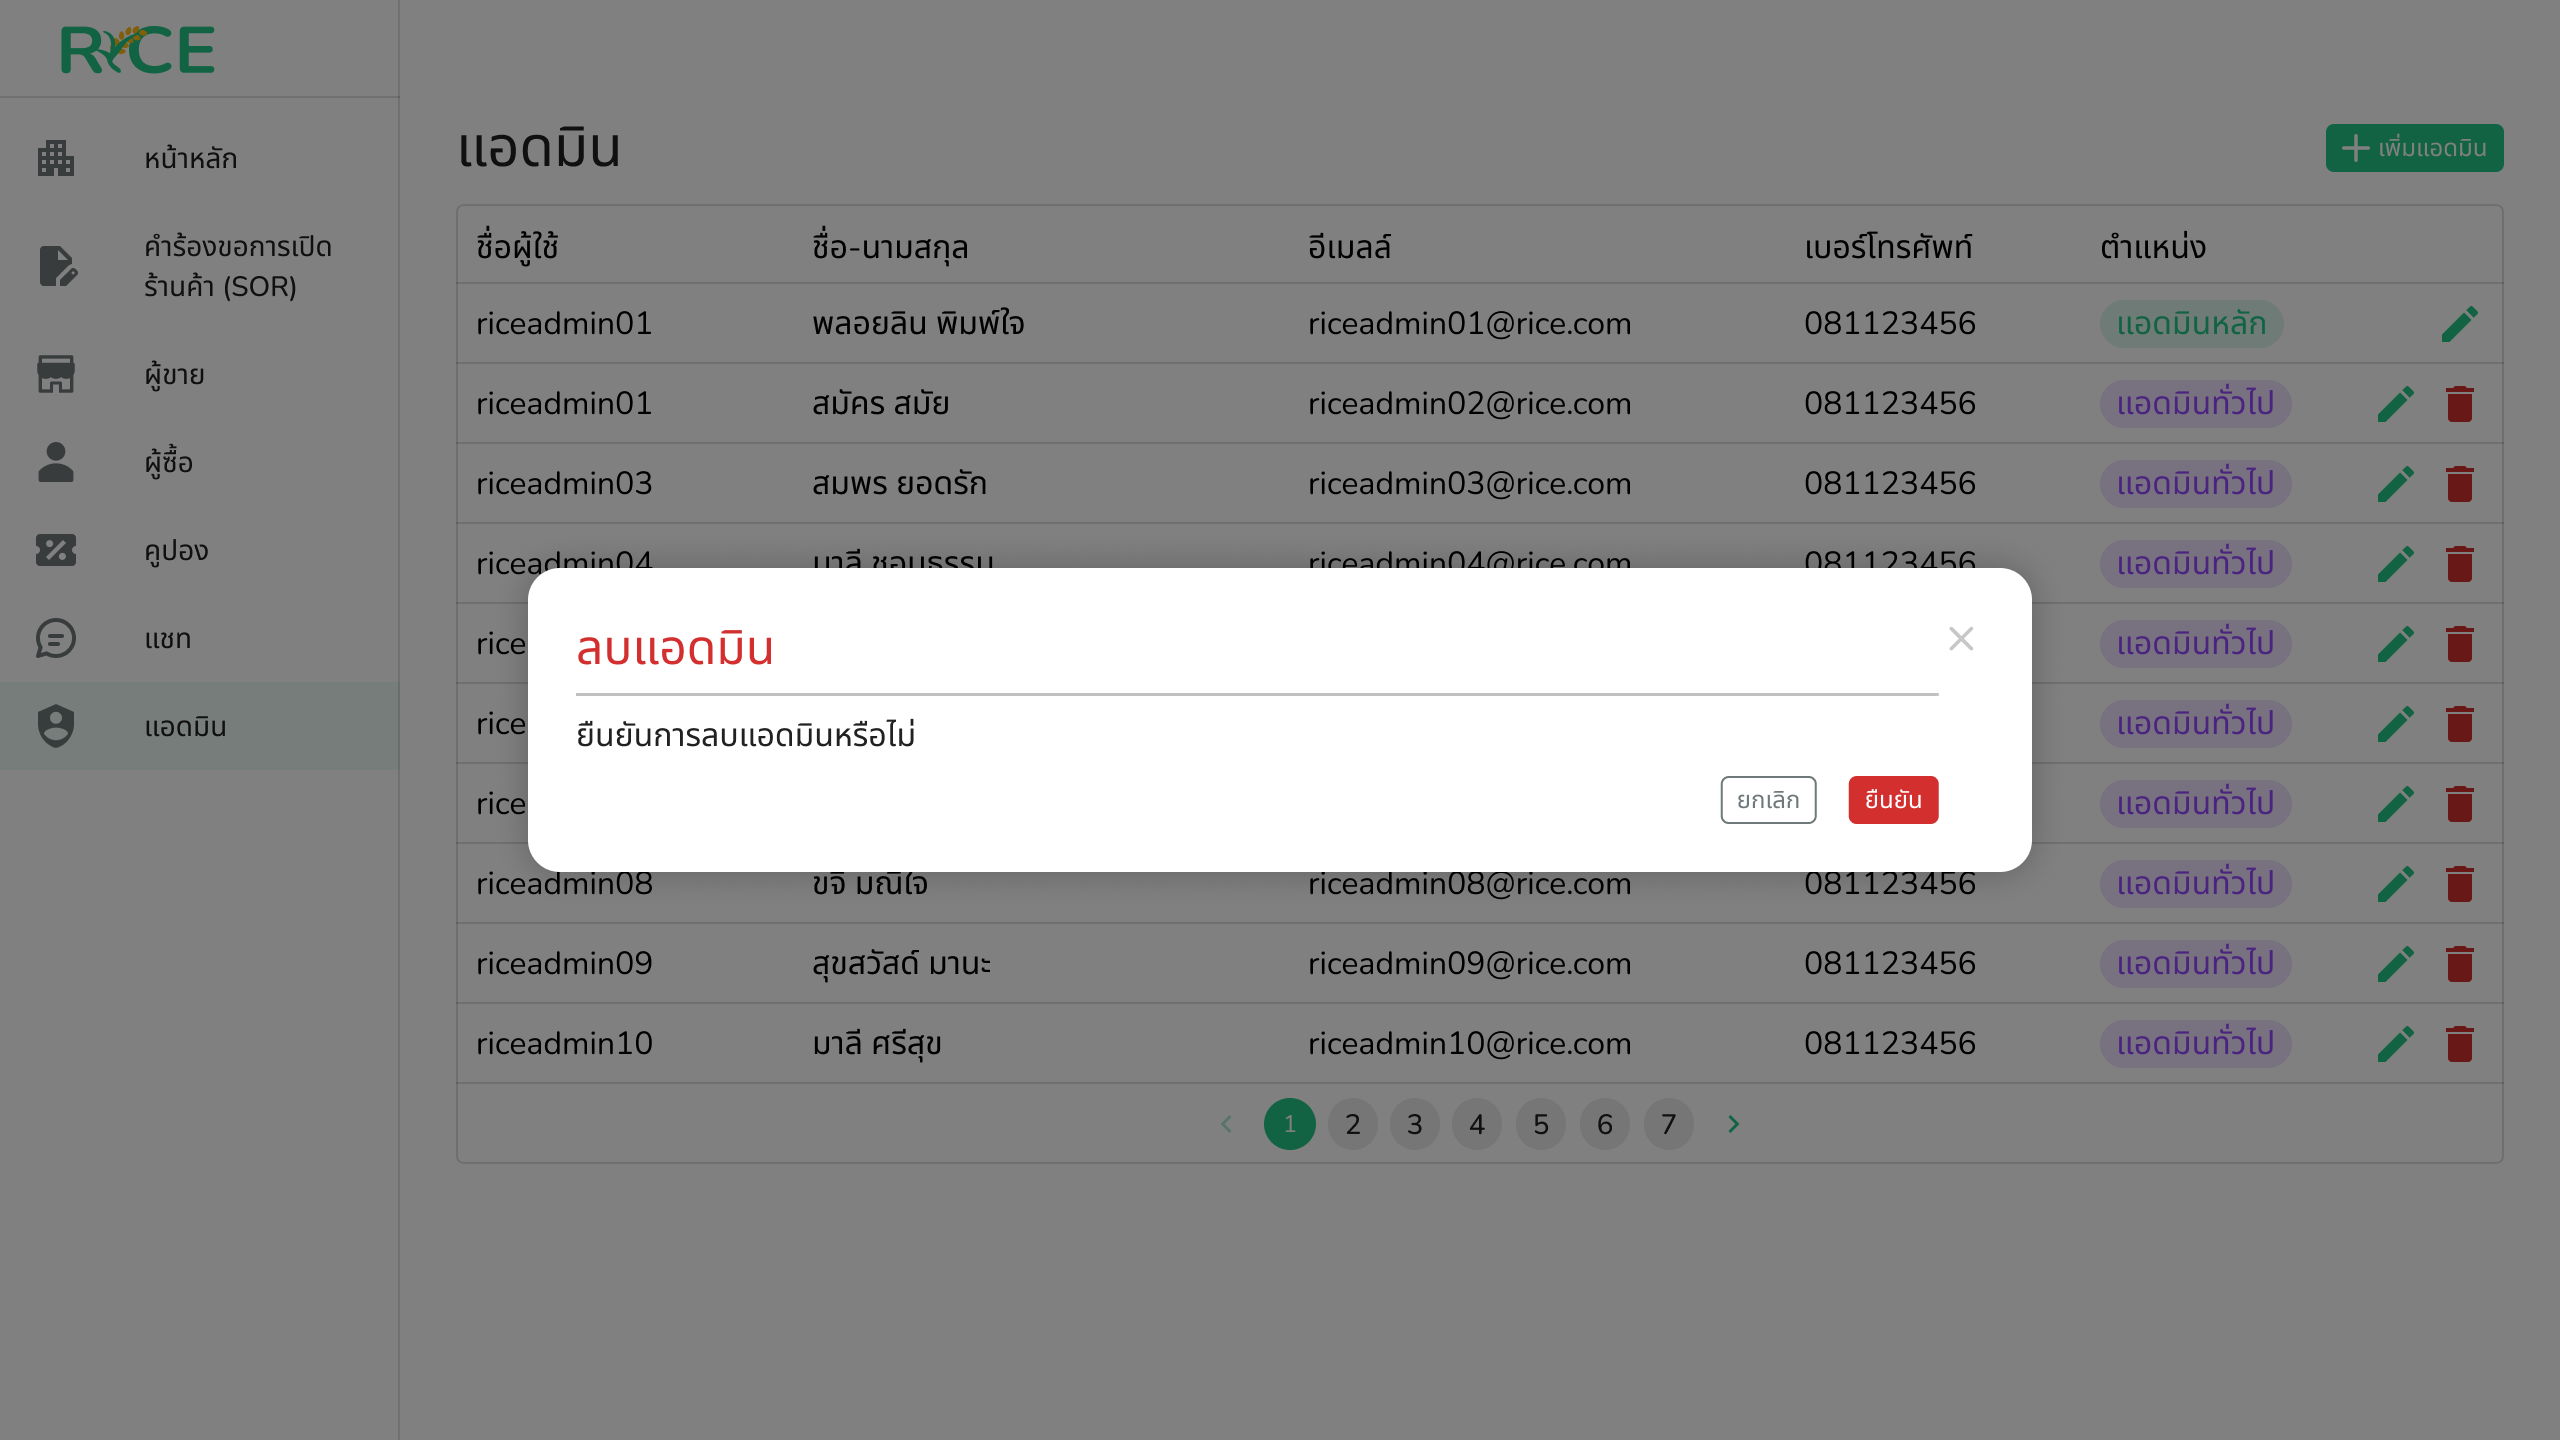 RICE
หน้าหลัก
คำร้องขอการเปิด
ร้านค้า (SOR)
ผู้ขาย
ผู้ซื้อ
คูปอง
แชท
แอดมิน
แอดมิน
เพิ่มแอดมิน
ชื่อผู้ใช้ ชื่อ-นามสกุล อีเมลล์ เบอร์โทรศัพท์ ตำแหน่ง
riceadmin01 พลอยลิน พิมพ์ใจ riceadmin01@rice.com 081123456 แอดมินหลัก
riceadmin01 สมัคร สมัย riceadmin02@rice.com 081123456 แอดมินทั่วไป
riceadmin03 สมพร ยอดรัก riceadmin03@rice.com 081123456 แอดมินทั่วไป
riceadmin04 riceadmin04@rice.com 081123456 แอดมินทั่วไป
rice แอดมินทั่วไป
rice แอดมินทั่วไป
rice แอดมินทั่วไป
ลบแอดมิน
ยืนยันการลบแอดมินหรือไม่
ยกเลิก ยืนยัน
riceadmin08 ขจี มณีใจ riceadmin08@rice.com 081123456 แอดมินทั่วไป
riceadmin09 สุขสวัสด์ มานะ riceadmin09@rice.com 081123456 แอดมินทั่วไป
riceadmin10 มาลี ศรีสุข riceadmin10@rice.com 081123456 แอดมินทั่วไป
1 2 3 4 5 6 7